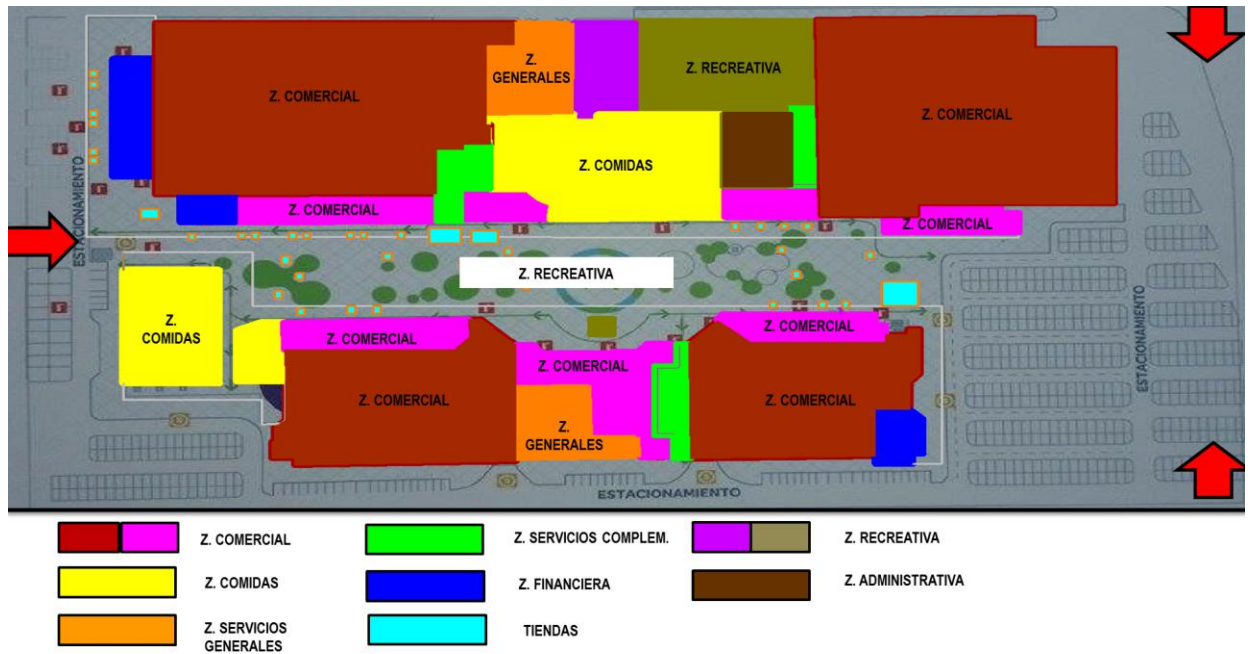 Z. COMERCIAL
Z.
GENERALES
Z. RECREATIVA
Z. COMERCIAL
Z. COMIDAS
ESTACIONAMIENTO
Z. COMERCIAL
Z. COMERCIAL
Z. RECREATIVA
Z.
COMIDAS
Z. COMERCIAL
Z. COMERCIAL
Z. COMERCIAL
Z. COMERCIAL
Z. COMERCIAL
Z.
GENERALES
ESTACIONAMIENTO
ESTACIONAMIENTO
Z. COMERCIAL
Z. SERVICIOS COMPLEM.
Z. RECREATIVA
Z. COMIDAS
Z. FINANCIERA
Z. ADMINISTRATIVA
Z. SERVICIOS
GENERALES
TIENDAS